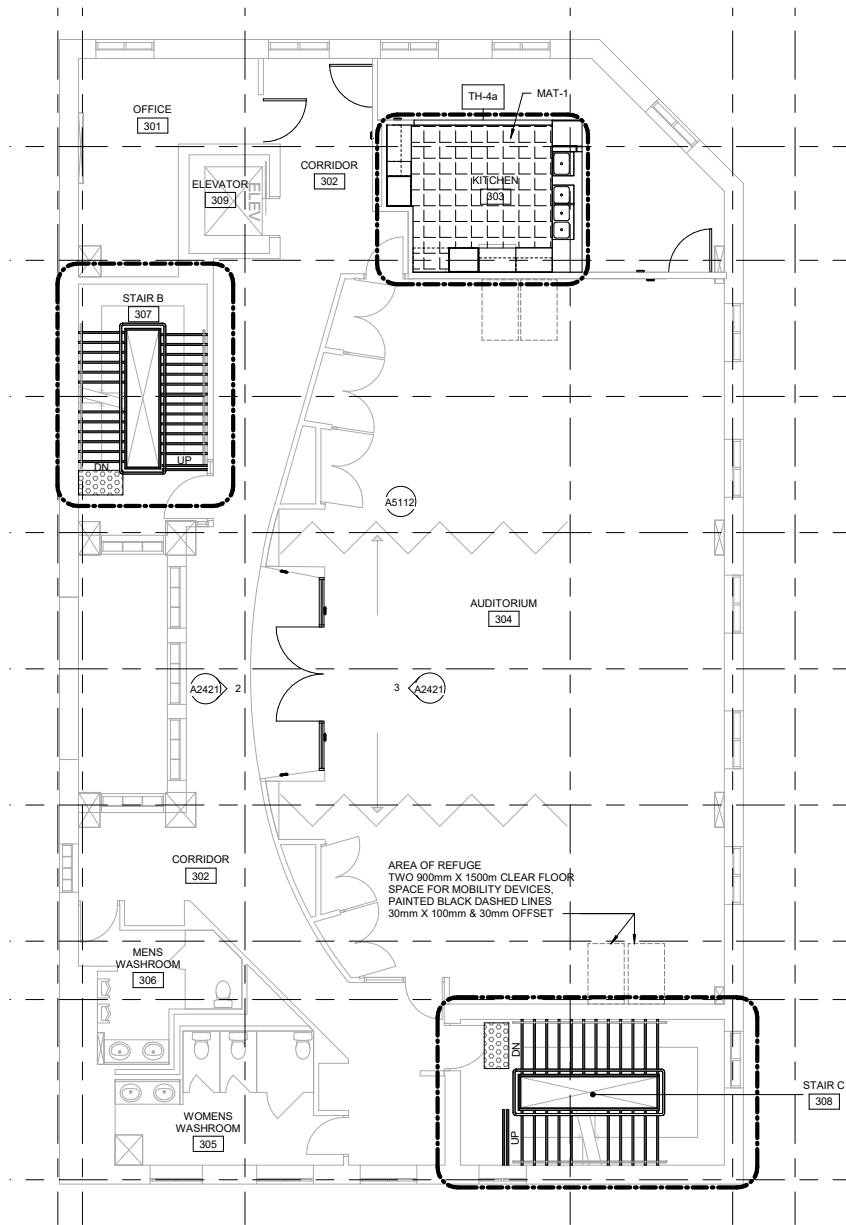 TH-4a
MAT-1
OFFICE
301
CORRIDOR
302
ELEVATOR
309
ELEV
KITCHEN
303
STAIR B
307
DN
UP
A5112
AUDITORIUM
304
A2421
2
3
A2421
CORRIDOR
302
AREA OF REFUGE
TWO 900mm X 1500m CLEAR FLOOR
SPACE FOR MOBILITY DEVICES,
PAINTED BLACK DASHED LINES
30mm X 100mm & 30mm OFFSET
MENS
WASHROOM
306
DN
UP
STAIR C
308
WOMENS
WASHROOM
305